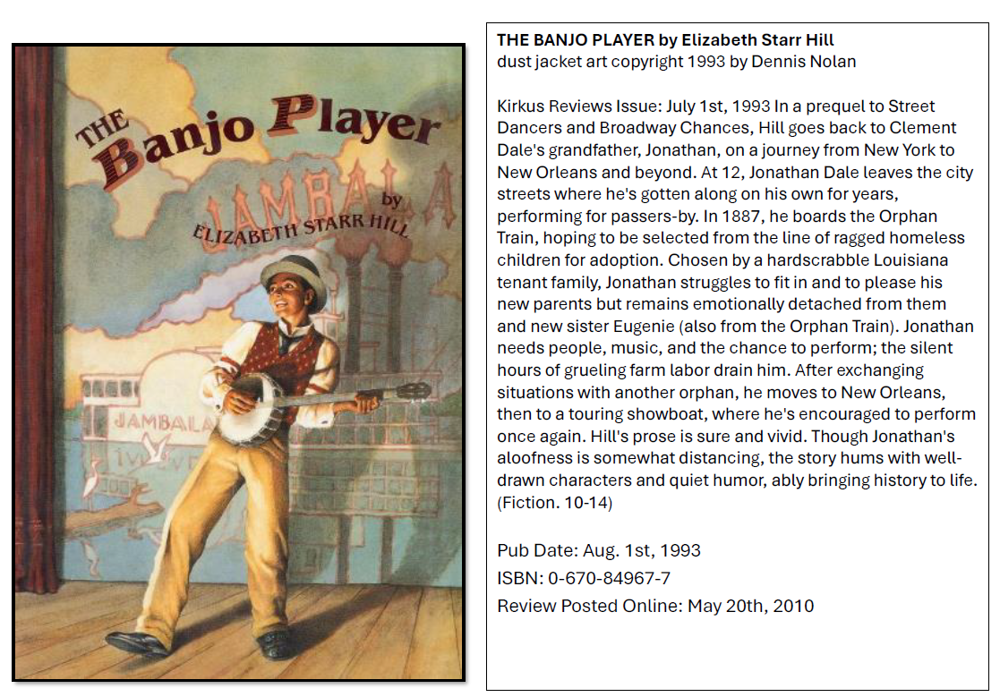 THE
Banjo Player
JAMBALA
by
ELIZABETH STARR HILL
JAMBALA
THE BANJO PLAYER by Elizabeth Starr Hill
dust jacket art copyright 1993 by Dennis Nolan
Kirkus Reviews Issue: July 1st, 1993 In a prequel to Street
Dancers and Broadway Chances, Hill goes back to Clement
Dale's grandfather, Jonathan, on a journey from New York to
New Orleans and beyond. At 12, Jonathan Dale leaves the city
streets where he's gotten along on his own for years,
performing for passers-by. In 1887, he boards the Orphan
Train, hoping to be selected from the line of ragged homeless
children for adoption. Chosen by a hardscrabble Louisiana
tenant family, Jonathan struggles to fit in and to please his
new parents but remains emotionally detached from them
and new sister Eugenie (also from the Orphan Train). Jonathan
needs people, music, and the chance to perform; the silent
hours of grueling farm labor drain him. After exchanging
situations with another orphan, he moves to New Orleans,
then to a touring showboat, where he's encouraged to perform
once again. Hill's prose is sure and vivid. Though Jonathan's
aloofness is somewhat distancing, the story hums with well-
drawn characters and quiet humor, ably bringing history to life.
(Fiction. 10-14)
Pub Date: Aug. 1st, 1993
ISBN: 0-670-84967-7
Review Posted Online: May 20th, 2010